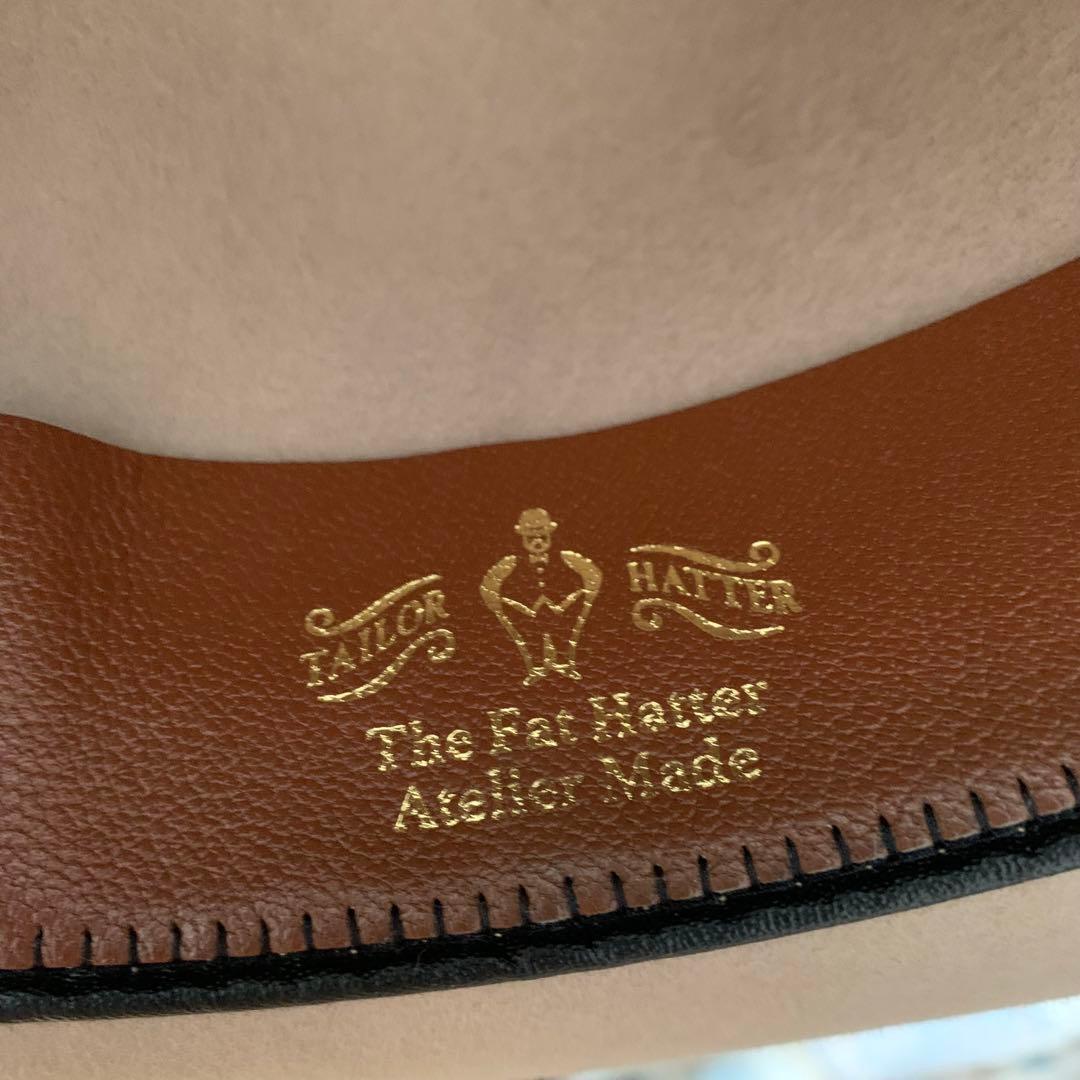 TAILOR HATTER
The Fat Hatter
Atelier Made